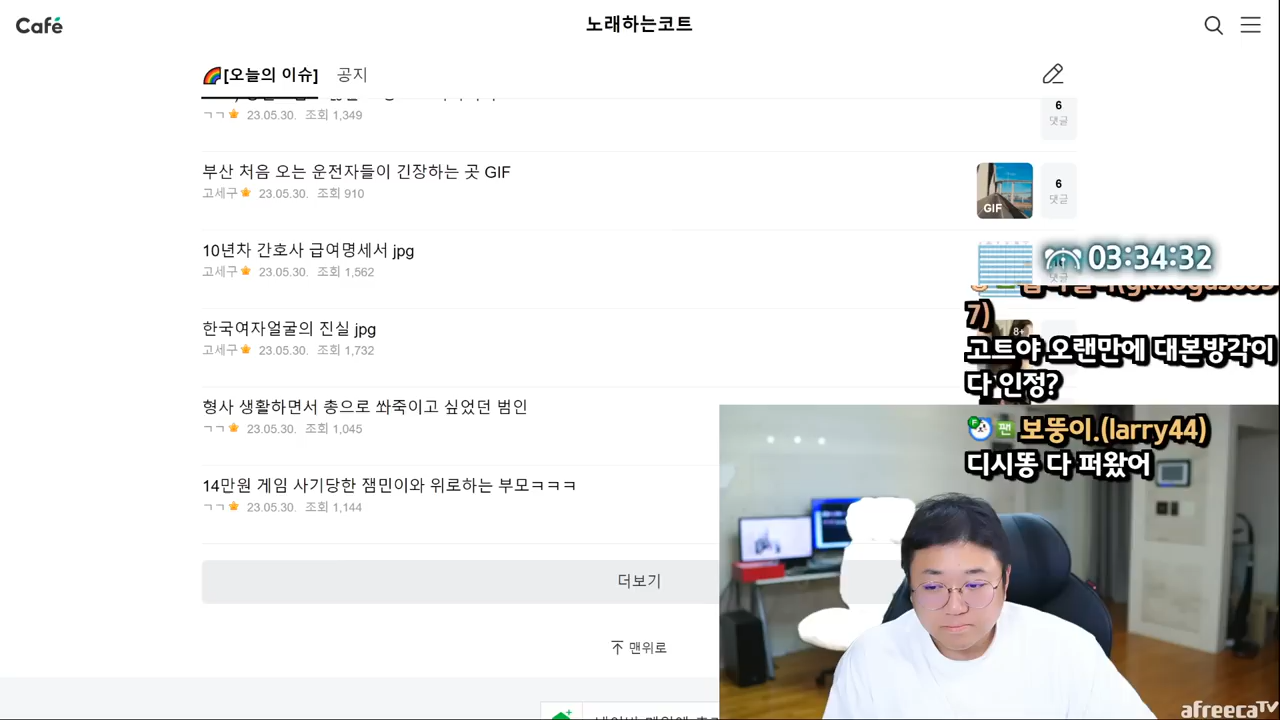 Café
노래하는코트
🌈[오늘의 이슈]
공지
ㄱㄱ 23.05.30. 조회 1,349
6
댓글
부산 처음 오는 운전자들이 긴장하는 곳 GIF
고세구 23.05.30. 조회 910
GIF
6
댓글
10년차 간호사 급여명세서 jpg
고세구 23.05.30. 조회 1,562
댓글
03:34:32
7)
한국여자얼굴의 진실 jpg
고세구 23.05.30. 조회 1,732
8+
고트야 오랜만에 대본방각이
다 인정?
형사 생활하면서 총으로 쏴죽이고 싶었던 범인
ㄱㄱ 23.05.30. 조회 1,045
팬 보뚱이.(larry44)
디시똥 다 퍼왔어
14만원 게임 사기당한 잼민이와 위로하는 부모ㅋㅋㅋ
ㄱㄱ 23.05.30. 조회 1,144
더보기
맨위로
afreecaTV